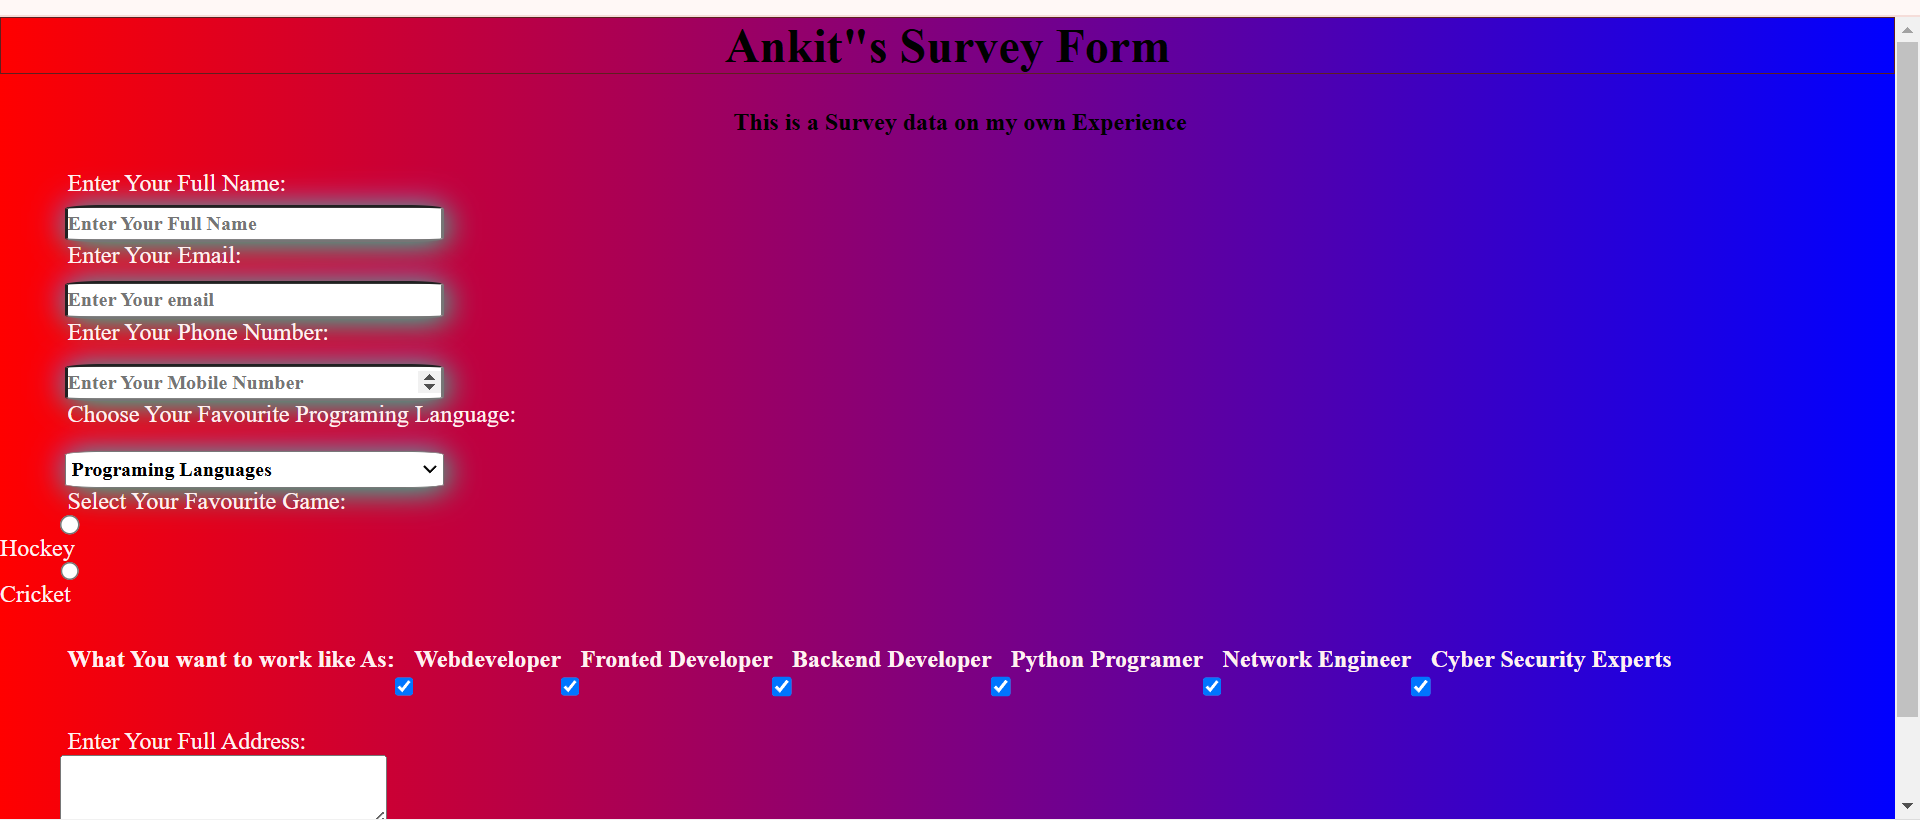 Ankit"s Survey Form
This is a Survey data on my own Experience
Enter Your Full Name:
Enter Your Full Name
Enter Your Email:
Enter Your email
Enter Your Phone Number:
Enter Your Mobile Number
Choose Your Favourite Programing Language:
Programing Languages
Select Your Favourite Game:
Hockey
Cricket
What You want to work like As: Webdeveloper Fronted Developer Backend Developer Python Programer Network Engineer Cyber Security Experts
Enter Your Full Address: